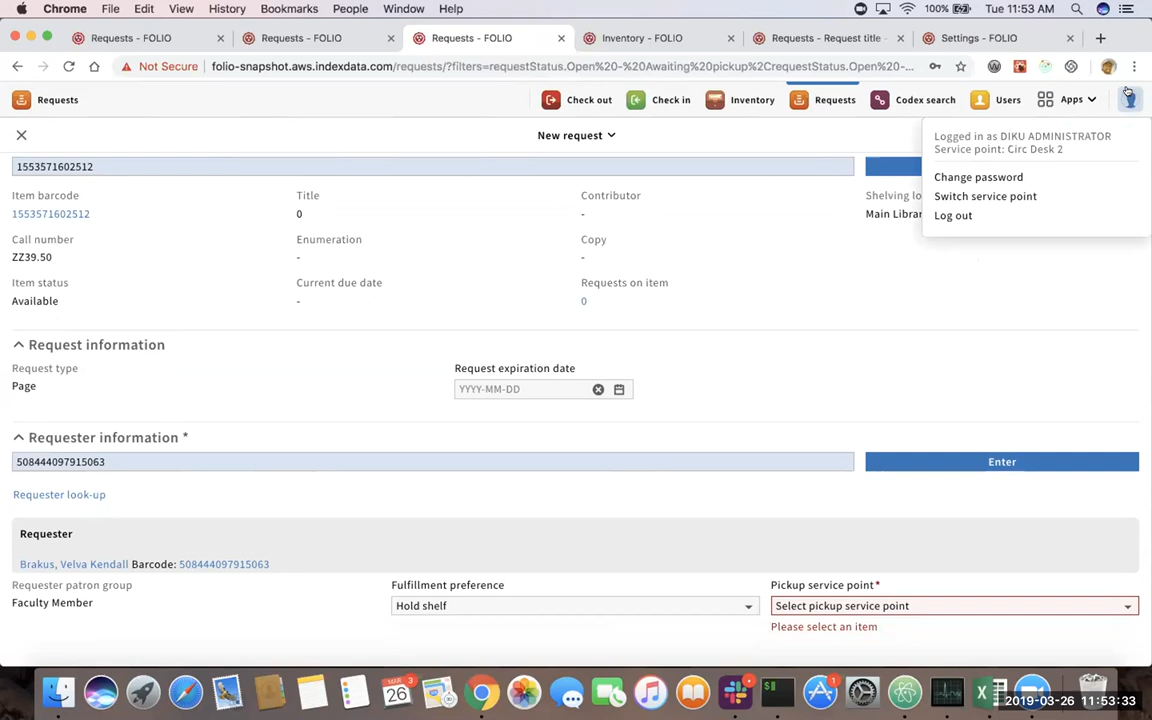 Chrome File Edit View History Bookmarks People Window Help 100% Tue 11:53 AM
Requests - FOLIO Requests - FOLIO Requests - FOLIO Inventory - FOLIO Requests - Request title - Settings - FOLIO
Not Secure folio-snapshot.aws.indexdata.com/requests/?filters=requestStatus.Open%20-%20Awaiting%20pickup%2CrequestStatus.Open%20-...
Requests Check out Check in Inventory Requests Codex search Users Apps
New request
Logged in as DIKU ADMINISTRATOR
Service point: Circ Desk 2
Change password
Switch service point
Log out
1553571602512
Item barcode Title Contributor Shelving lo
1553571602512 0 - Main Librar
Call number Enumeration Copy
ZZ39.50 - -
Item status Current due date Requests on item
Available - 0
Request information
Request type Request expiration date
Page YYYY-MM-DD
Requester information *
508444097915063 Enter
Requester look-up
Requester
Brakus, Velva Kendall Barcode: 508444097915063
Requester patron group Fulfillment preference Pickup service point*
Faculty Member Hold shelf Select pickup service point
Please select an item
MAR 26 3
1
2019-03-26 11:53:33